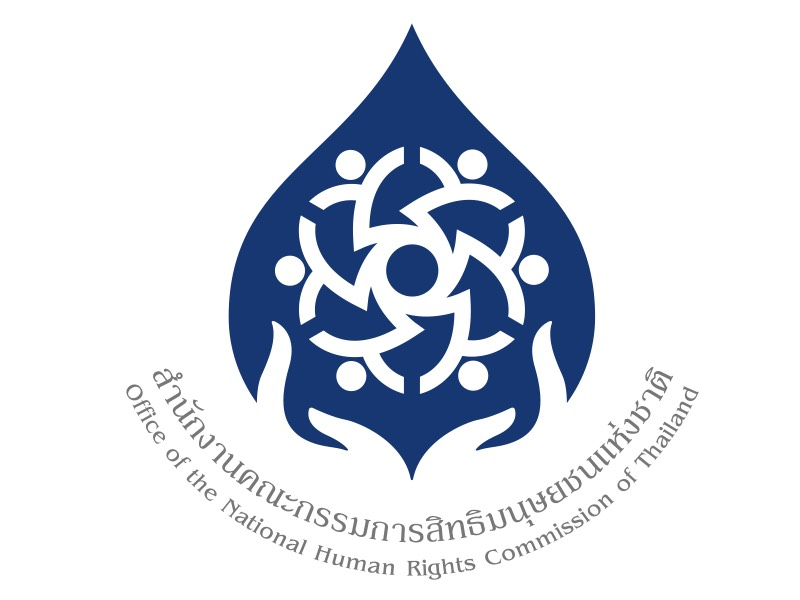 สำนักงานคณะกรรมการสิทธิมนุษยชนแห่งชาติ
Office of the National Human Rights Commission of Thailand